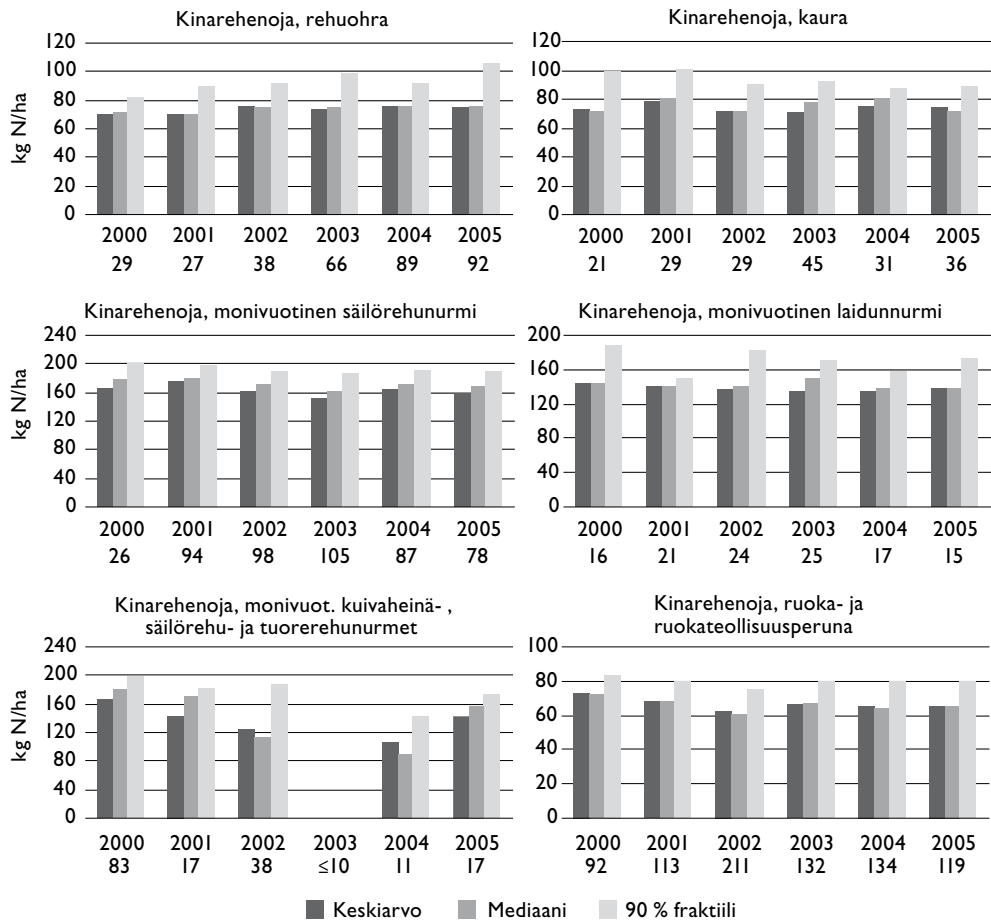 Kinarehenoja, rehuohra
kg N/ha
120
100
80
60
40
20
0
2000 2001 2002 2003 2004 2005
29 27 38 66 89 92
Kinarehenoja, kaura
120
100
80
60
40
20
0
2000 2001 2002 2003 2004 2005
21 29 29 45 31 36
Kinarehenoja, monivuotinen säilörehunurmi
kg N/ha
240
200
160
120
80
40
0
2000 2001 2002 2003 2004 2005
26 94 98 105 87 78
Kinarehenoja, monivuotinen laidunnurmi
200
160
120
80
40
0
2000 2001 2002 2003 2004 2005
16 21 24 25 17 15
Kinarehenoja, monivuot. kuivaheinä- ,
säilörehu- ja tuorerehunurmet
kg N/ha
240
200
160
120
80
40
0
2000 2001 2002 2003 2004 2005
83 17 38 ≤10 11 17
Kinarehenoja, ruoka- ja
ruokateollisuusperuna
100
80
60
40
20
0
2000 2001 2002 2003 2004 2005
92 113 211 132 134 119
Keskiarvo Mediaani 90 % fraktiili